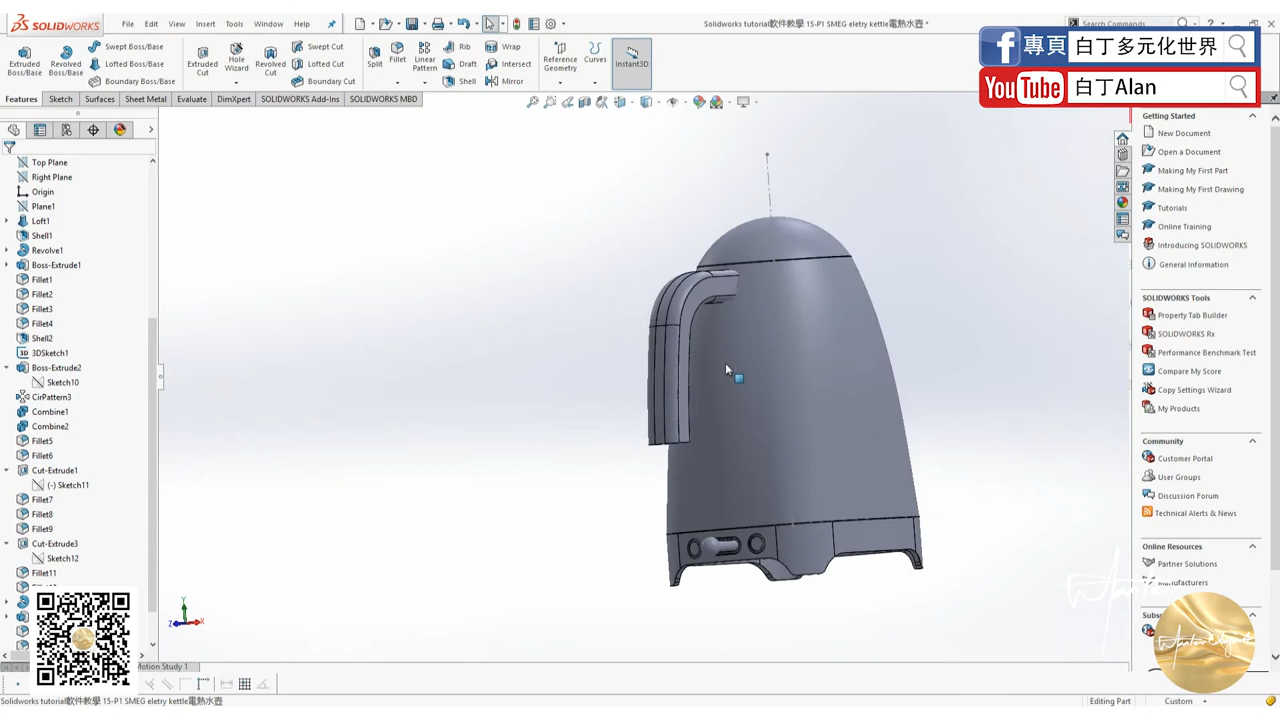 SOLIDWORKS
File Edit View Insert Tools Window Help
Solidworks tutorial軟件教學 15-P1 SMEG eletry kettle電熱水壺 *
Search Commands
Extruded Boss/Base
Revolved Boss/Base
Swept Boss/Base
Lofted Boss/Base
Boundary Boss/Base
Extruded Cut
Hole Wizard
Revolved Cut
Swept Cut
Lofted Cut
Boundary Cut
Split
Fillet
Linear Pattern
Rib
Draft
Shell
Wrap
Intersect
Mirror
Reference Geometry
Curves
Instant3D
專頁 白丁多元化世界
YouTube 白丁Alan
Features Sketch Surfaces Sheet Metal Evaluate DimXpert SOLIDWORKS Add-Ins SOLIDWORKS MBD
Top Plane
Right Plane
Origin
Plane1
Loft1
Shell1
Revolve1
Boss-Extrude1
Fillet1
Fillet2
Fillet3
Fillet4
Shell2
3D 3DSketch1
Boss-Extrude2
Sketch10
CirPattern3
Combine1
Combine2
Fillet5
Fillet6
Cut-Extrude1
(-) Sketch11
Fillet7
Fillet8
Fillet9
Cut-Extrude3
Sketch12
Fillet11
Y
Z X
Getting Started
New Document
Open a Document
Making My First Part
Making My First Drawing
Tutorials
Online Training
Introducing SOLIDWORKS
General Information
SOLIDWORKS Tools
Property Tab Builder
SOLIDWORKS Rx
Performance Benchmark Test
Compare My Score
Copy Settings Wizard
My Products
Community
Customer Portal
User Groups
Discussion Forum
Technical Alerts & News
Online Resources
Partner Solutions
Manufacturers
Motion Study 1
Solidworks tutorial軟件教學 15-P1 SMEG eletry kettle電熱水壺
Editing Part
Custom